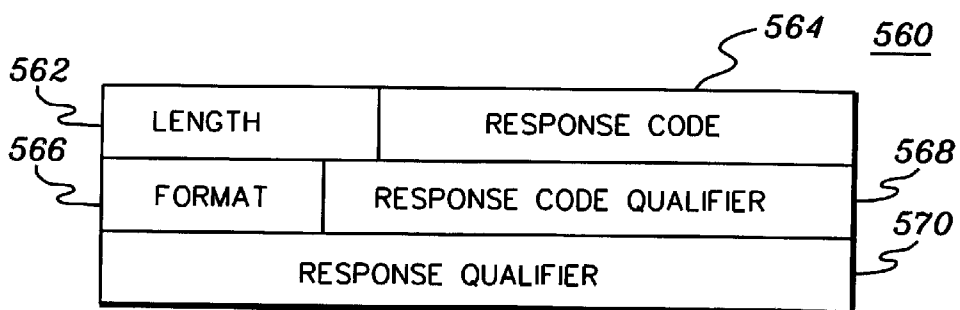 564
560
562
LENGTH
RESPONSE CODE
566
568
FORMAT
RESPONSE CODE QUALIFIER
570
RESPONSE QUALIFIER